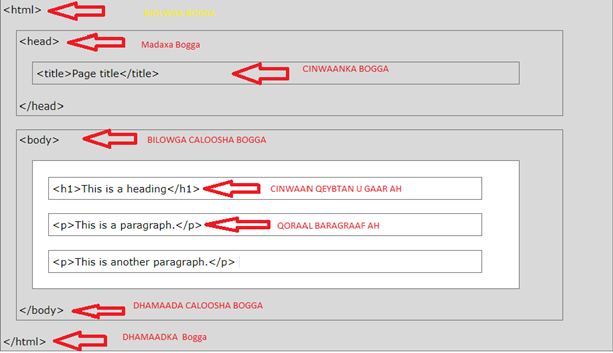 <html>
<head> Madaxa Bogga
<title>Page title</title> CINWAANKA BOGGA
</head>
<body> BILOWGA CALOOSHA BOGGA
<h1>This is a heading</h1> CINWAAN QEYBTAN U GAAR AH
<p>This is a paragraph.</p> QORAAL BARAGRAAF AH
<p>This is another paragraph.</p>
</body> DHAMAADA CALOOSHA BOGGA
</html> DHAMAADKA Bogga